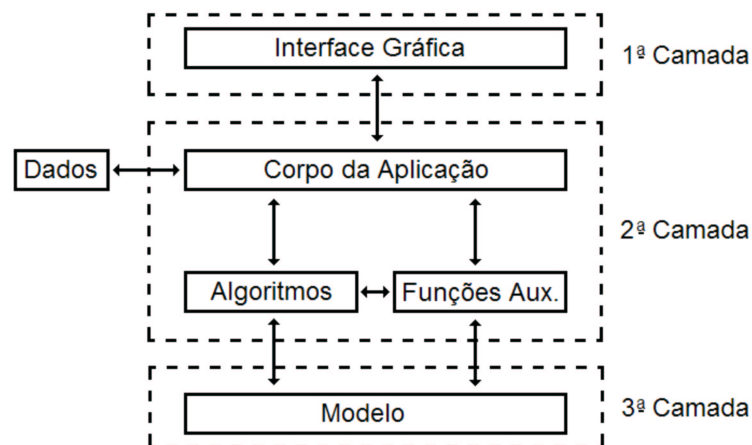 Interface Gráfica
1ª Camada
Dados
Corpo da Aplicação
2ª Camada
Algoritmos
Funções Aux.
Modelo
3ª Camada